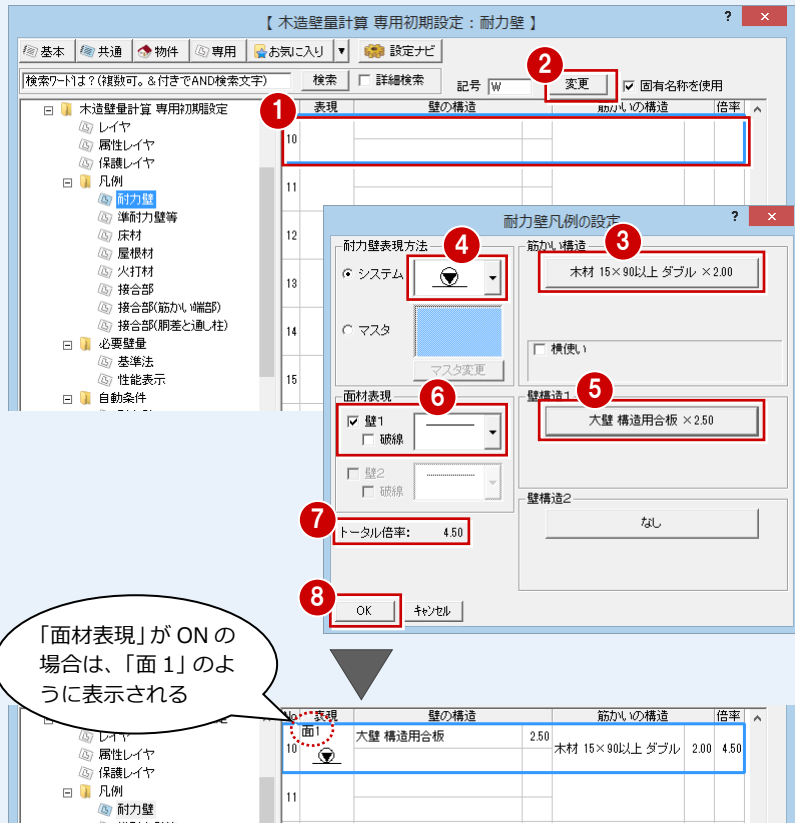 【 木造壁量計算 専用初期設定：耐力壁 】 ? ×
基本 共通 物件 専用 お気に入り ▼ 設定ナビ
検索ワードは？(複数可。＆付きでAND検索文字) 検索 詳細検索 記号 W 変更 固有名称を使用
2
1
木造壁量計算 専用初期設定
レイヤ
属性レイヤ
保護レイヤ
凡例
耐力壁
準耐力壁等
床材
屋根材
火打材
接合部
接合部(筋かい端部)
接合部(胴差と通し柱)
必要壁量
基準法
性能表示
自動条件
表現 壁の構造 筋かいの構造 倍率
10
11
12
13
14
15
耐力壁凡例の設定 ? ×
耐力壁表現方法
4
システム
マスタ
マスタ変更
筋かい構造
3
木材 15×90以上 ダブル ×2.00
横使い
面材表現
6
壁1
破線
壁2
破線
壁構造1
5
大壁 構造用合板 ×2.50
壁構造2
なし
7
トータル倍率： 4.50
8
OK キャンセル
「面材表現」が ON の
場合は、「面 1」のよ
うに表示される
No 表現 壁の構造 筋かいの構造 倍率
10 面1 大壁 構造用合板 2.50 木材 15×90以上 ダブル 2.00 4.50
11
レイヤ
属性レイヤ
保護レイヤ
凡例
耐力壁